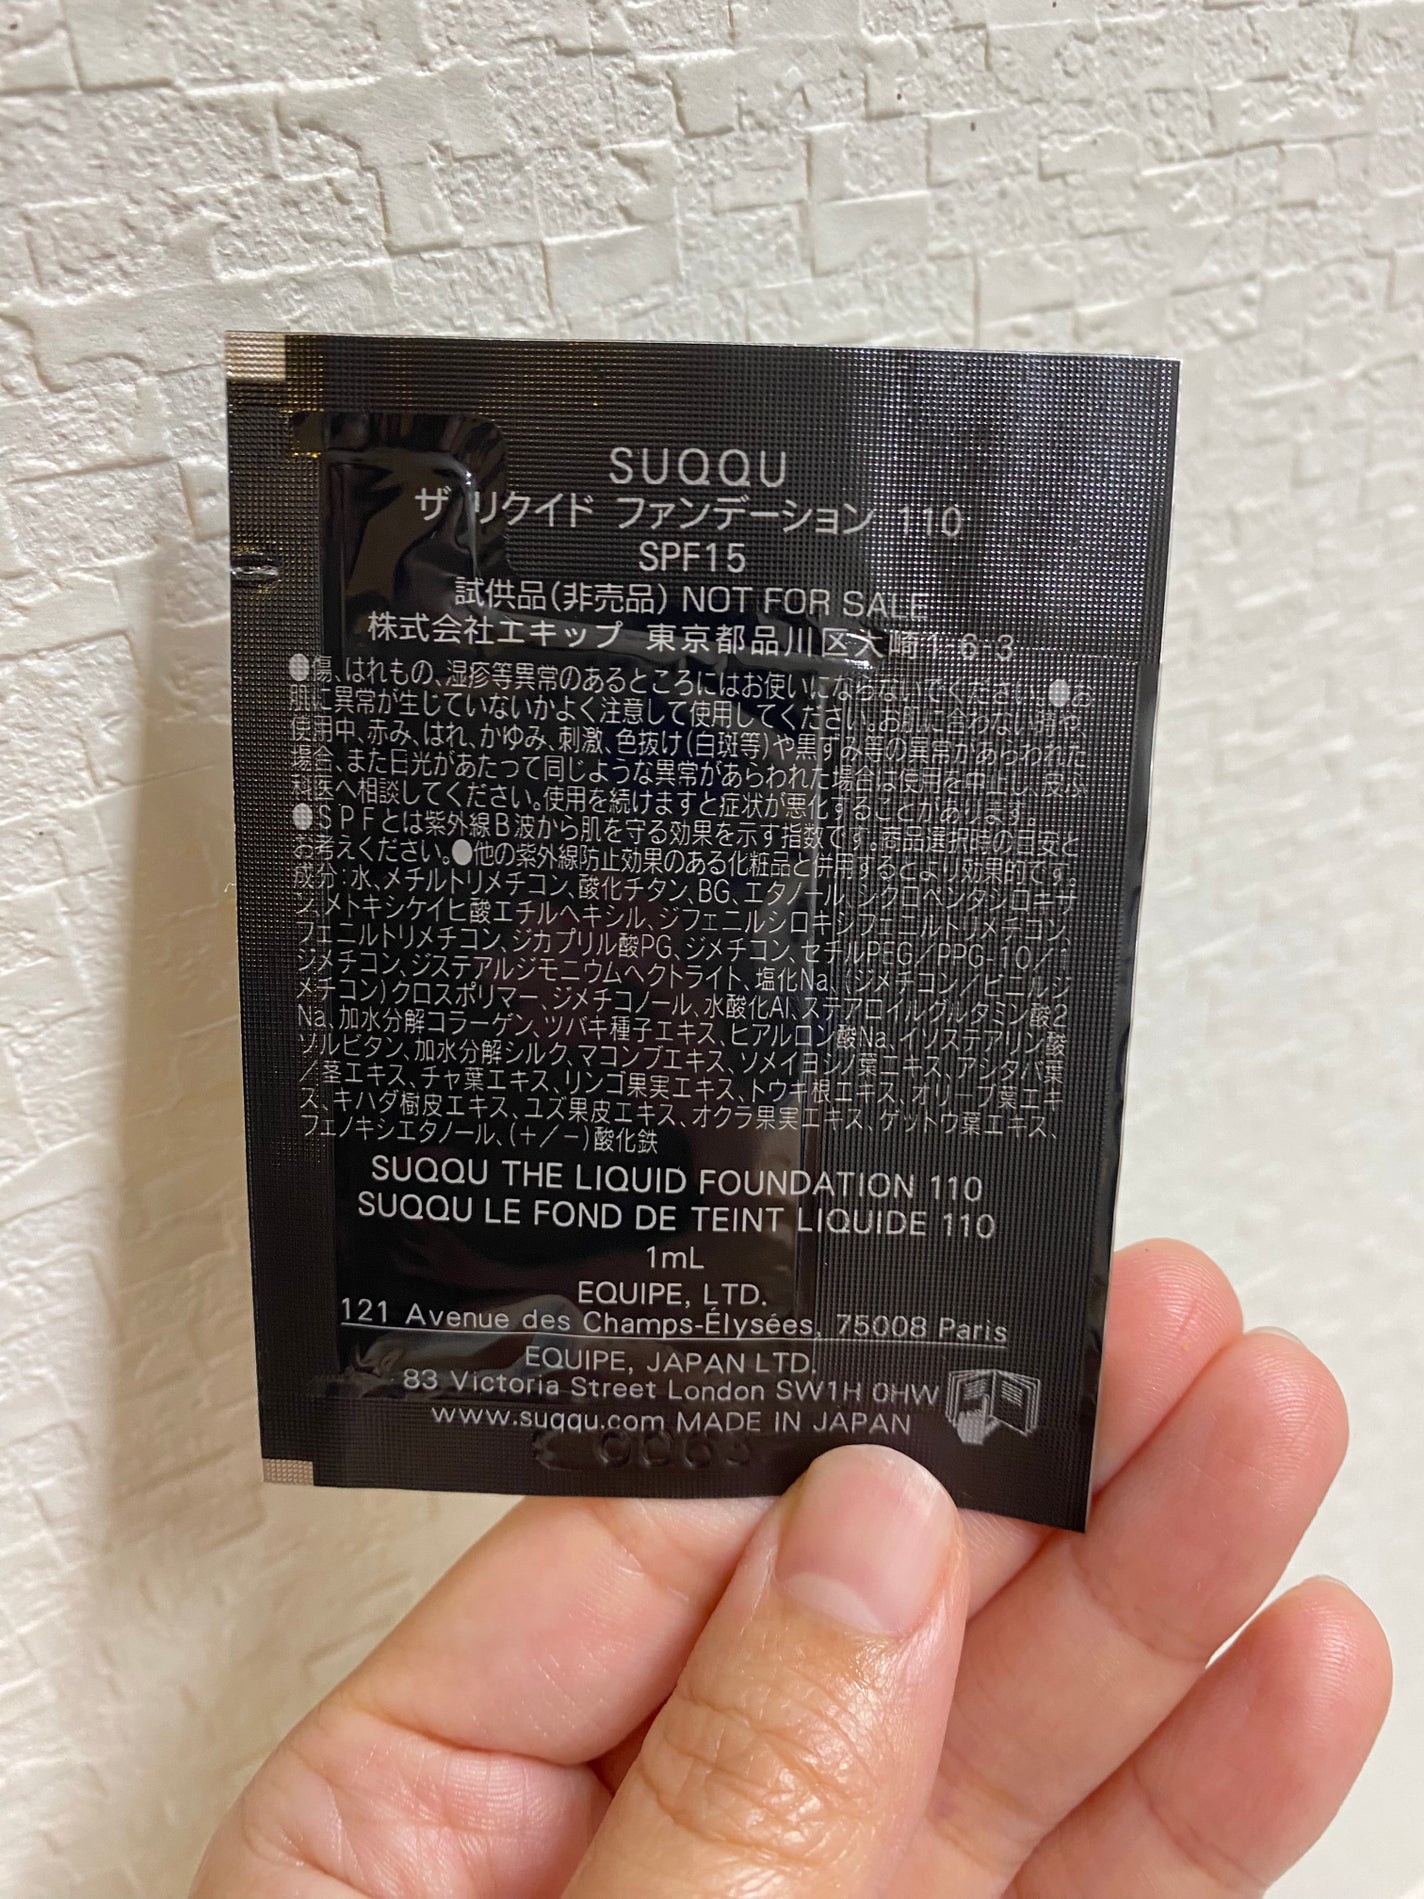 SUQQU
ザ リクイド ファンデーション 110
SPF15
試供品(非売品) NOT FOR SALE
株式会社エキップ 東京都品川区大崎1-6-3
●傷、はれもの、湿疹等異常のあるところにはお使いにならないでください。●お
肌に異常が生じていないかよく注意して使用してください。お肌に合わない時や、
使用中、赤み、はれ、かゆみ、刺激、色抜け(白斑等)や黒ずみ等の異常があらわれた
場合、また日光があたって同じような異常があらわれた場合は使用を中止し、皮ふ
科医へ相談してください。使用を続けますと症状が悪化することがあります。
●SPFとは紫外線B波から肌を守る効果を示す指数です。商品選択時の目安と
お考えください。●他の紫外線防止効果のある化粧品と併用するとより効果的です。
成分:水、メチルトリメチコン、酸化チタン、BG、エタノール、シクロペンタシロキサ
ン、メトキシケイヒ酸エチルヘキシル、ジフェニルシロキシフェニルトリメチコン、
フェニルトリメチコン、ジカプリル酸PG、ジメチコン、セチルPEG/PPG-10/1
ジメチコン、ジステアルジモニウムヘクトライト、塩化Na、(ジメチコン/ビニルジ
メチコン)クロスポリマー、ジメチコノール、水酸化Al、ステアロイルグルタミン酸2
Na、加水分解コラーゲン、ツバキ種子エキス、ヒアルロン酸Na、イソステアリン酸
ソルビタン、加水分解シルク、マコンブエキス、ソメイヨシノ葉エキス、アシタバ葉
/茎エキス、チャ葉エキス、リンゴ果実エキス、トウキ根エキス、オリーブ葉エキ
ス、キハダ樹皮エキス、ユズ果皮エキス、オクラ果実エキス、ゲットウ葉エキス、
フェノキシエタノール、(+/-)酸化鉄
SUQQU THE LIQUID FOUNDATION 110
SUQQU LE FOND DE TEINT LIQUIDE 110
1mL
EQUIPE, LTD.
121 Avenue des Champs-Élysées, 75008 Paris
EQUIPE, JAPAN LTD.
83 Victoria Street London SW1H 0HW
www.suqqu.com MADE IN JAPAN